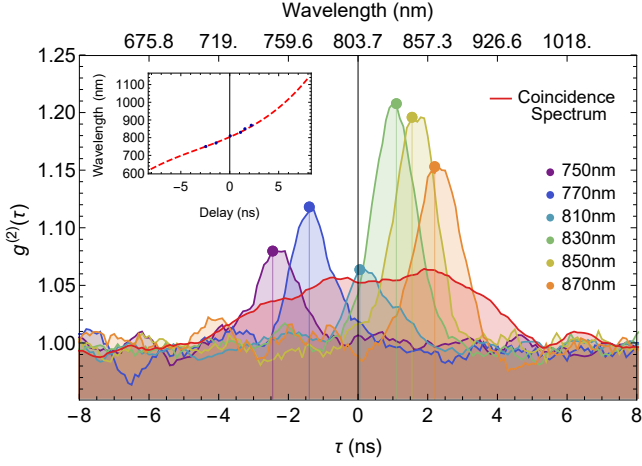 Wavelength (nm)
675.8 719. 759.6 803.7 857.3 926.6 1018.
1.25
1.20
1.15
1.10
1.05
1.00
g(2)(τ)
1100
1000
900
800
700
600
Wavelength (nm)
−5 0 5
Delay (ns)
Coincidence
Spectrum
750nm
770nm
810nm
830nm
850nm
870nm
−8 −6 −4 −2 0 2 4 6 8
τ (ns)